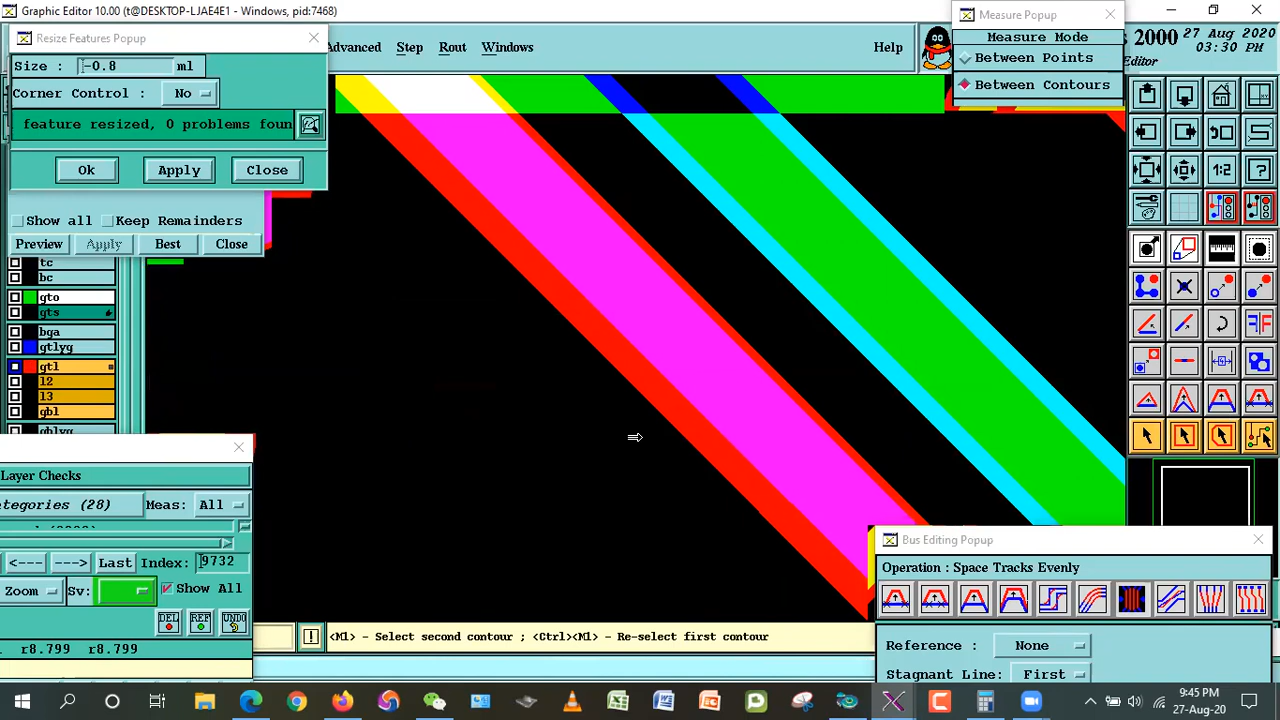 Graphic Editor 10.00 (t@DESKTOP-LJAE4E1 - Windows, pid:7468)
Resize Features Popup
Size : -0.8 ml
Corner Control : No
feature resized, 0 problems foun
Ok Apply Close
Show all Keep Remainders
Preview Apply Best Close
tc
bc
gto
gts
bga
gtlyg
gtl
l2
l3
gbl
gblyg
Layer Checks
ategories (28) Meas: All
<--- ---> Last Index: 9732
Zoom Sv: Show All
DEL REF UNDO
r8.799 r8.799
dvanced Step Rout Windows Help
Measure Popup
Measure Mode
Between Points
Between Contours
2000 27 Aug 2020
03:30 PM
Editor
1:2
<M1> - Select second contour ; <Ctrl><M1> - Re-select first contour
Bus Editing Popup
Operation : Space Tracks Evenly
Reference : None
Stagnant Line: First
9:45 PM
27-Aug-20